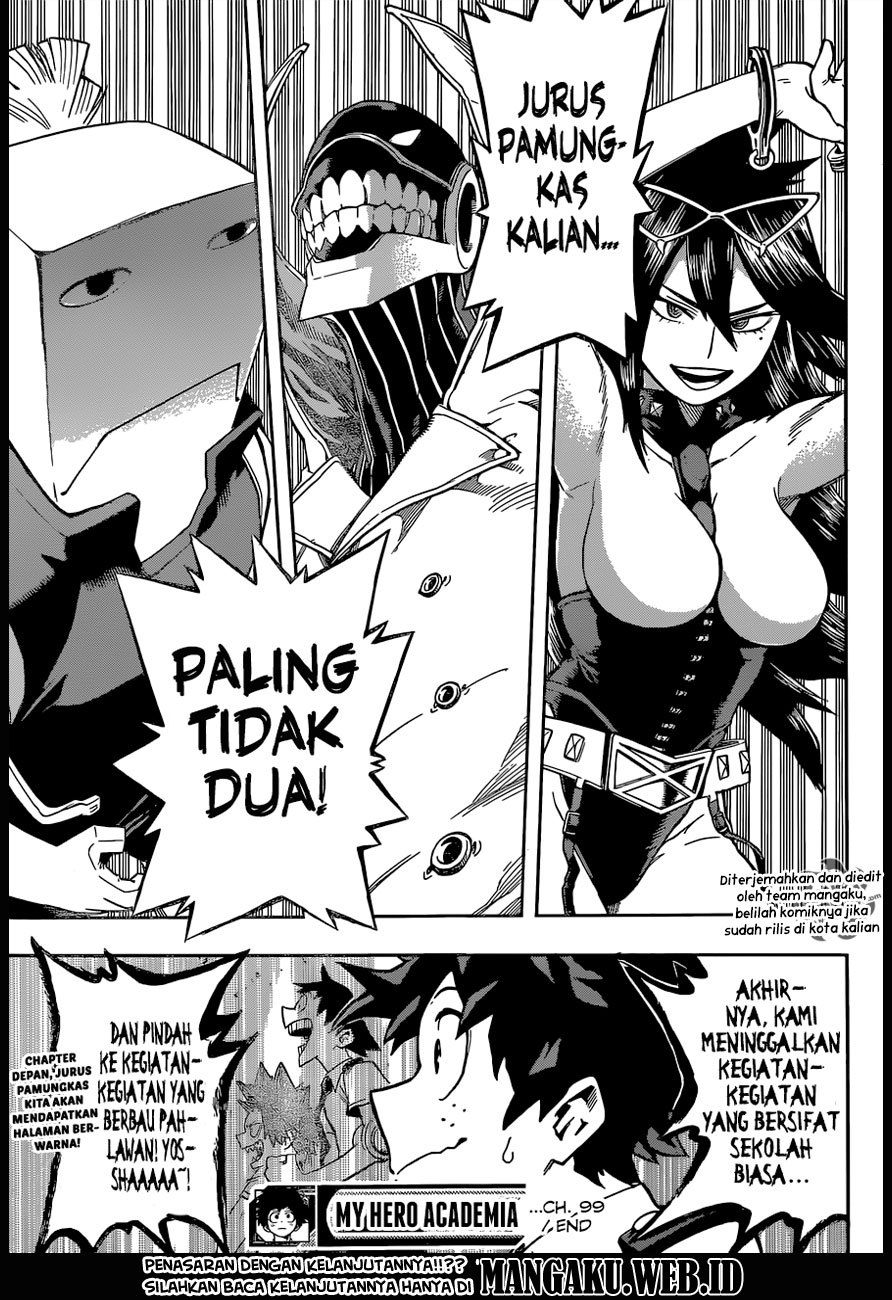 JURUS
PAMUNG-
KAS
KALIAN...
PALING
TIDAK
DUA!
Diterjemahkan dan diedit
oleh team mangaku,
belilah komiknya jika
sudah rilis di kota kalian
AKHIR-
NYA, KAMI
MENINGGALKAN
KEGIATAN-
KEGIATAN
YANG BERSIFAT
SEKOLAH
BIASA...
DAN PINDAH
KE KEGIATAN-
KEGIATAN YANG
BERBAU PAH-
LAWAN! YOS-
SHAAAAA~!
CHAPTER
DEPAN, JURUS
PAMUNGKAS
KITA AKAN
MENDAPATKAN
HALAMAN BER-
WARNA!
MY HERO ACADEMIA
...CH. 99
/ END
PENASARAN DENGAN KELANJUTANNYA!!??
SILAHKAN BACA KELANJUTANNYA HANYA DI MANGAKU.WEB.ID